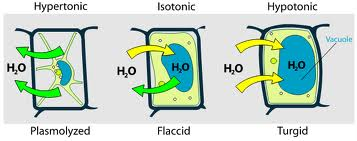 Hypertonic
Isotonic
Hypotonic
H₂O
H₂O
H₂O
H₂O
H₂O
Vacuole
Plasmolyzed
Flaccid
Turgid